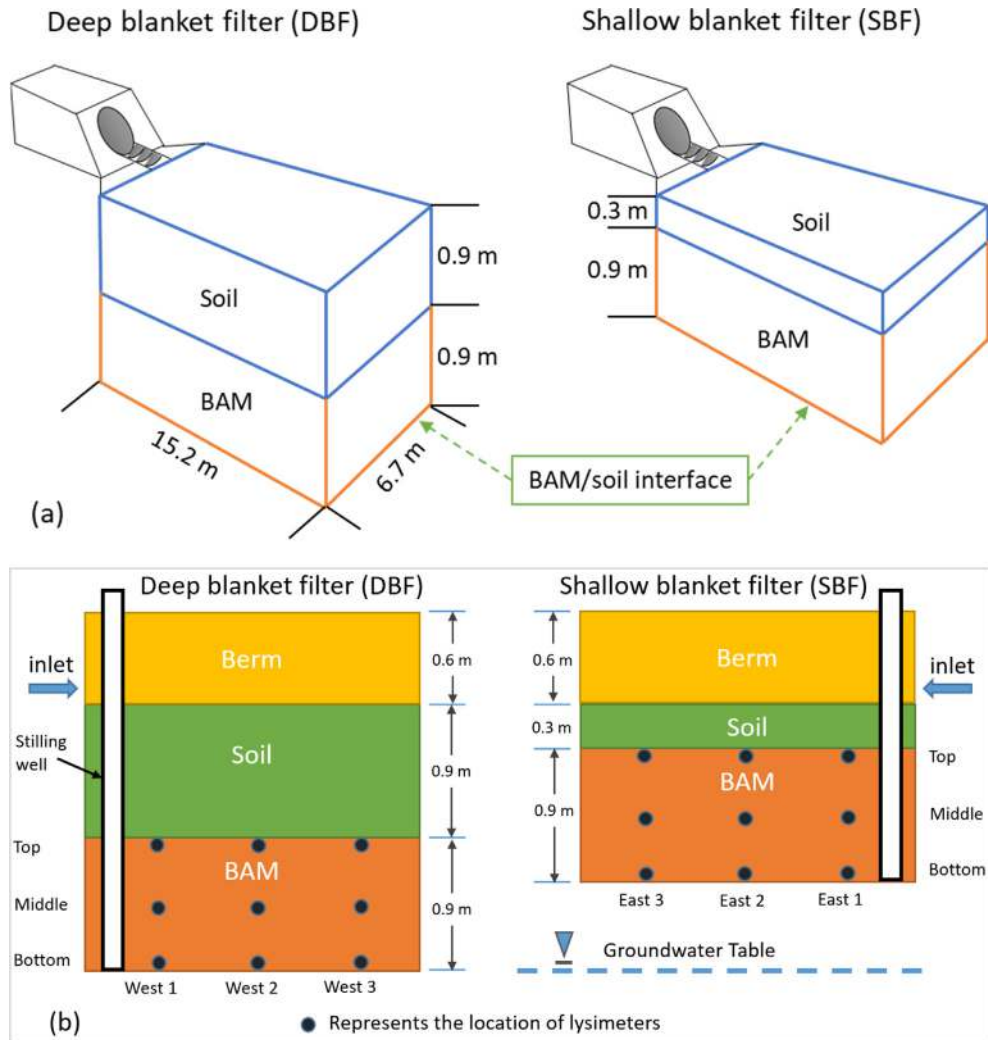 Deep blanket filter (DBF)
Shallow blanket filter (SBF)
0.3 m
Soil
0.9 m
0.9 m
Soil
BAM
0.9 m
BAM
15.2 m
6.7 m
BAM/soil interface
(a)
Deep blanket filter (DBF)
Shallow blanket filter (SBF)
inlet
Berm
0.6 m
0.6 m
Berm
inlet
Stilling
well
Soil
0.9 m
0.3 m
Soil
Top
BAM
0.9 m
0.9 m
BAM
Top
Middle
Middle
Bottom
Bottom
West 1
West 2
West 3
East 3
East 2
East 1
Groundwater Table
(b)
Represents the location of lysimeters